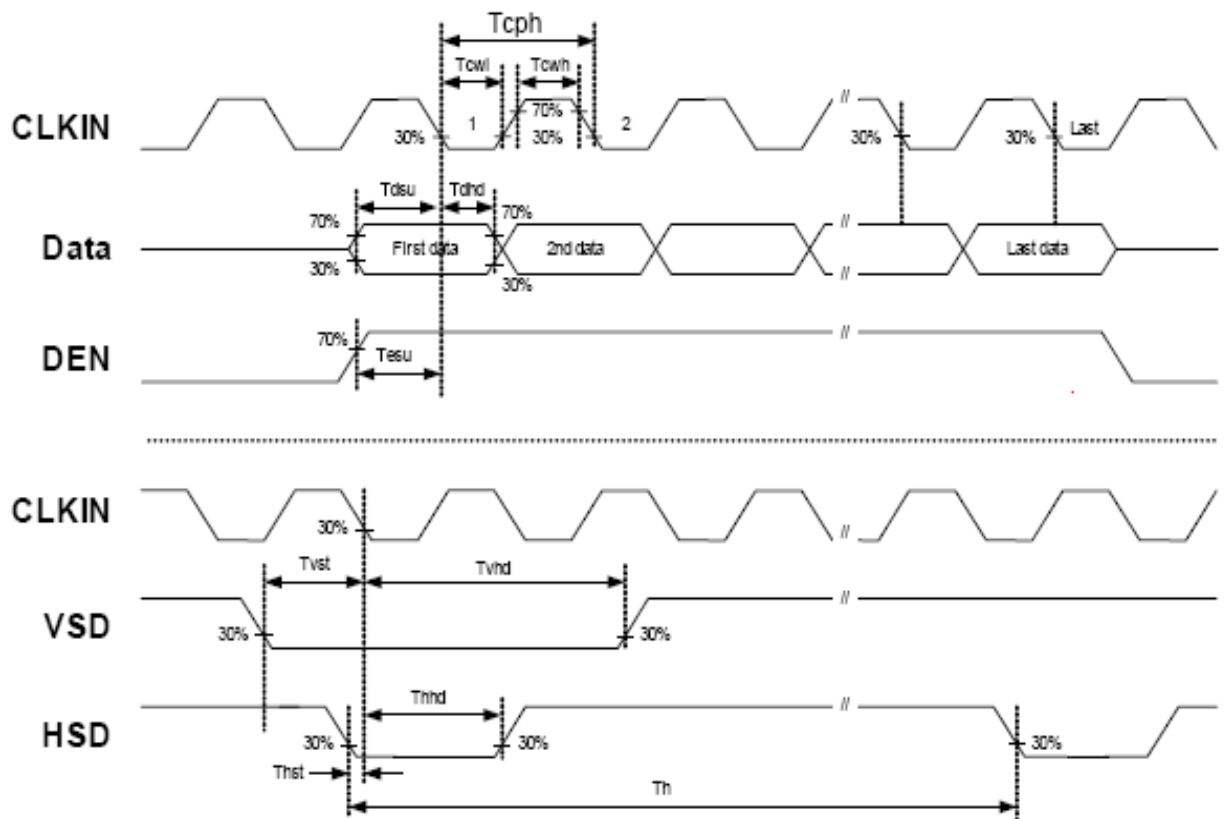 Tcph
Tcwl Tcwh
CLKIN 30% 1 70% 30% 2 // 30% 30% Last
Tdsu Tdhd
70% 70%
Data First data 2nd data // // Last data
30% 30%
DEN 70% //
Tesu
CLKIN 30% //
Tvst Tvhd
VSD 30% 30% //
Thhd
HSD 30% 30% // 30%
Thst
Th